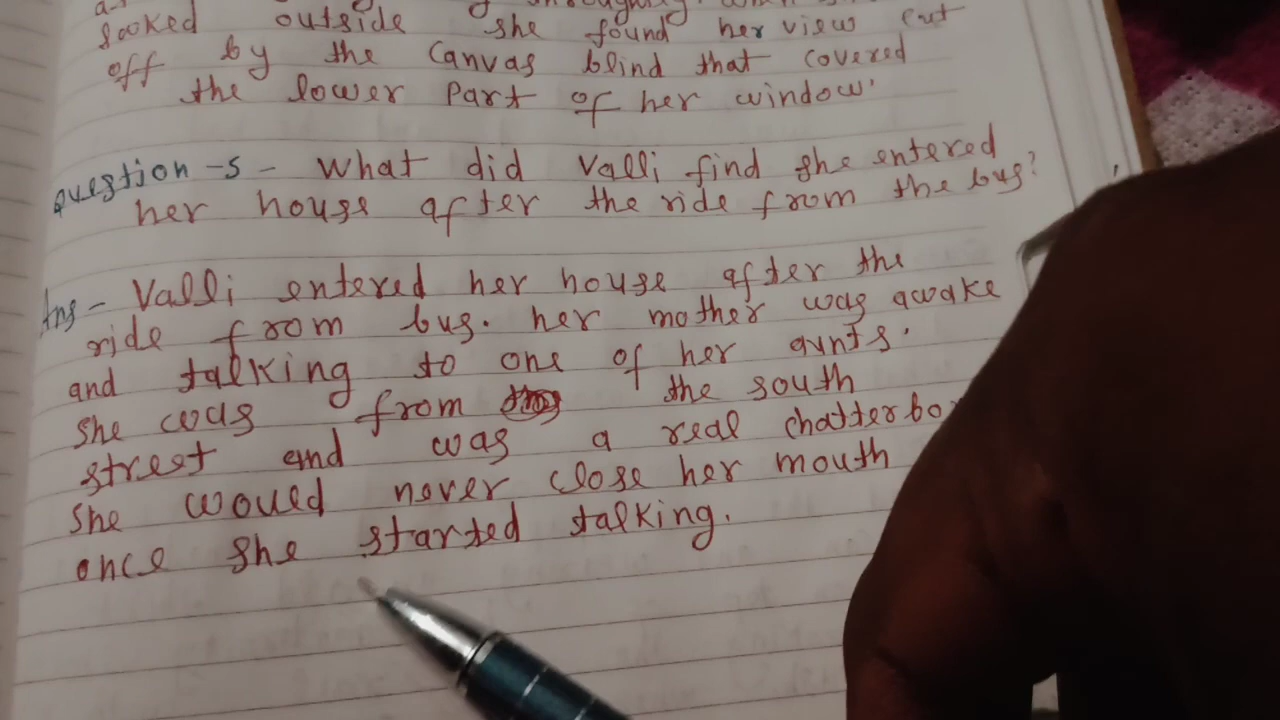 looked outside she found her view cut
off by the canvas blind that covered
the lower part of her window.
Question -5 - What did Valli find she entered
her house after the ride from the bus?
Ans - Valli entered her house after the
ride from bus. her mother was awake
and talking to one of her aunts.
She was from the south
street and was a real chatterbox
She would never close her mouth
once she started talking.